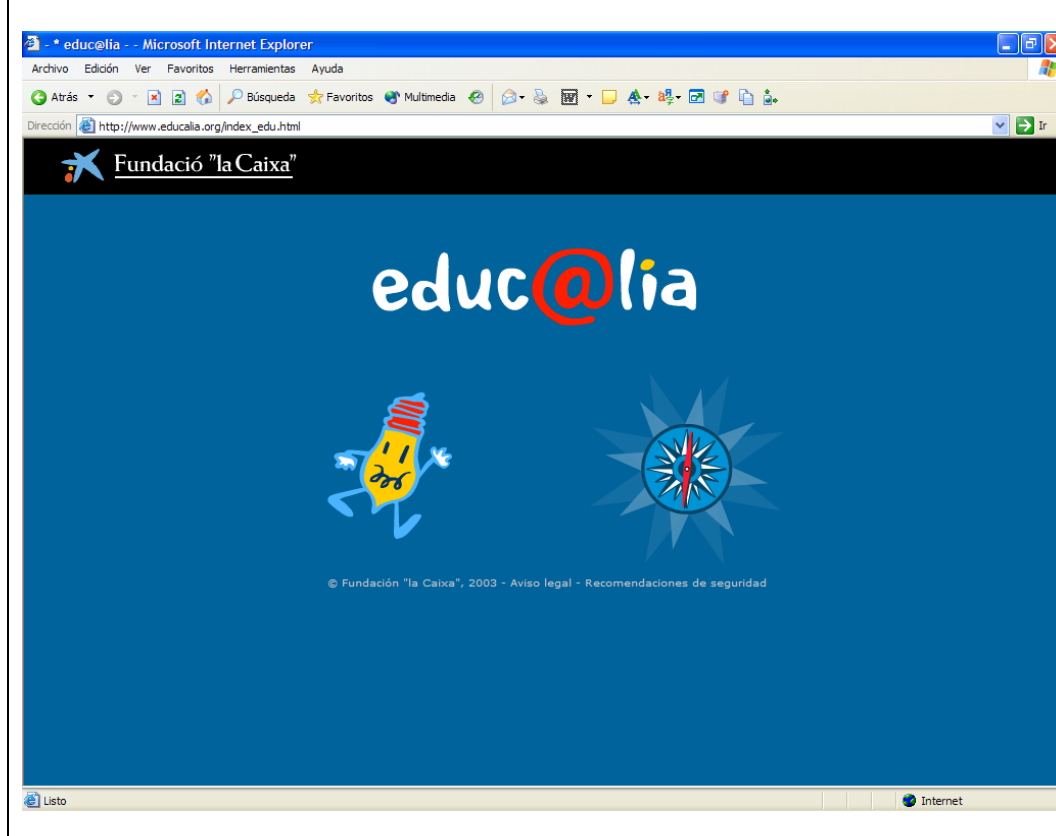 - * educ@lia - - Microsoft Internet Explorer
Archivo Edición Ver Favoritos Herramientas Ayuda
Atrás Búsqueda Favoritos Multimedia
Dirección http://www.educalia.org/index_edu.html Ir
Fundació "la Caixa"
educ@lia
© Fundación "la Caixa", 2003 - Aviso legal - Recomendaciones de seguridad
Listo Internet